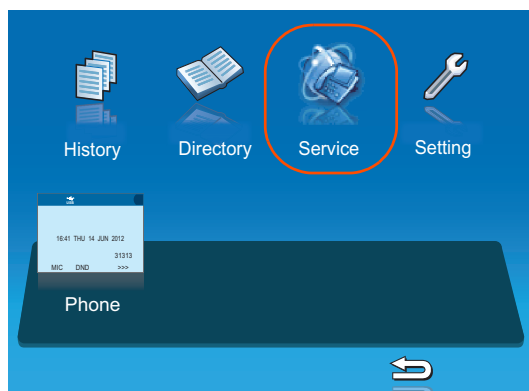 History Directory Service Setting
16:41 THU 14 JUN 2012
31313
MIC DND >>>
Phone